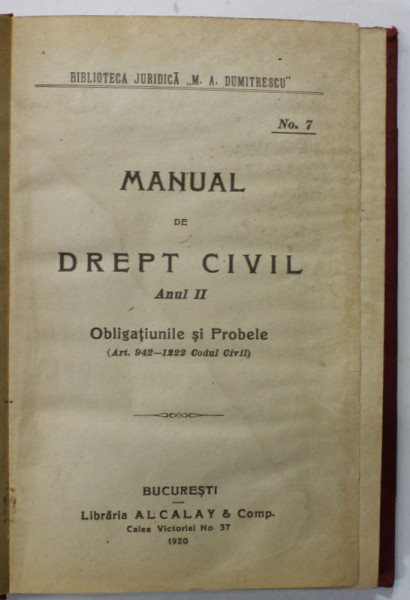 BIBLIOTECA JURIDICĂ „M. A. DUMITRESCU"
No. 7
MANUAL
DE
DREPT CIVIL
Anul II
Obligațiunile și Probele
(Art. 942—1222 Codul Civil)
BUCUREȘTI
Librăria ALCALAY & Comp.
Calea Victoriei No. 37
1920